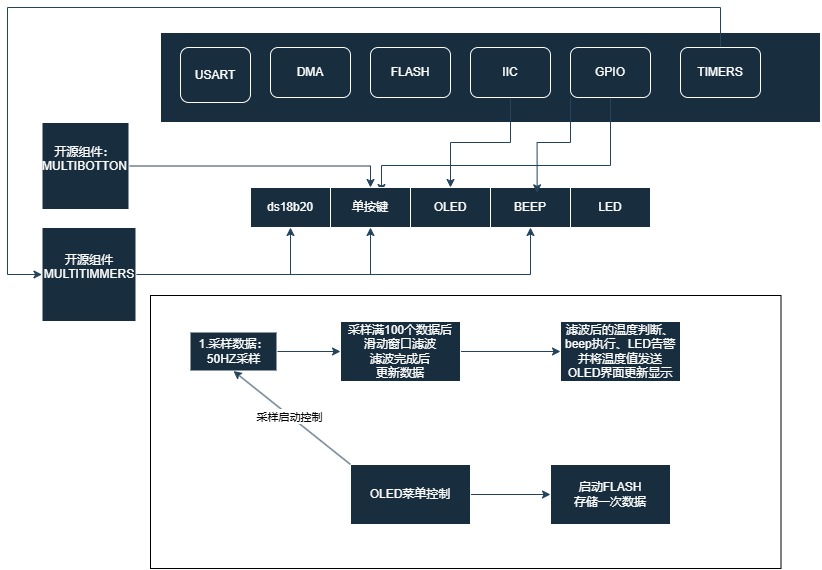 USART
DMA
FLASH
IIC
GPIO
TIMERS
开源组件：
MULTIBOTTON
ds18b20
单按键
OLED
BEEP
LED
开源组件
MULTITIMMERS
1.采样数据：
50HZ采样
采样满100个数据后
滑动窗口滤波
滤波完成后
更新数据
滤波后的温度判断、
beep执行、LED告警
并将温度值发送
OLED界面更新显示
采样启动控制
OLED菜单控制
启动FLASH
存储一次数据